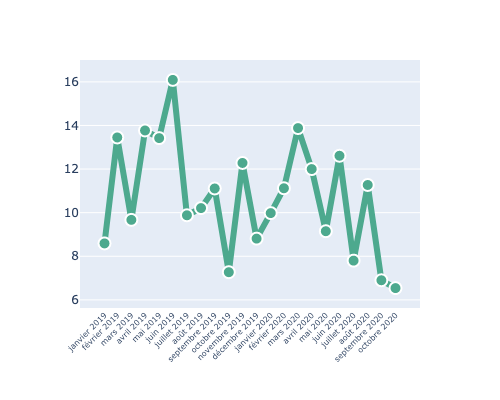 16
14
12
10
8
6
janvier 2019
février 2019
mars 2019
avril 2019
mai 2019
juin 2019
juillet 2019
août 2019
septembre 2019
octobre 2019
novembre 2019
décembre 2019
janvier 2020
février 2020
mars 2020
avril 2020
mai 2020
juin 2020
juillet 2020
août 2020
septembre 2020
octobre 2020